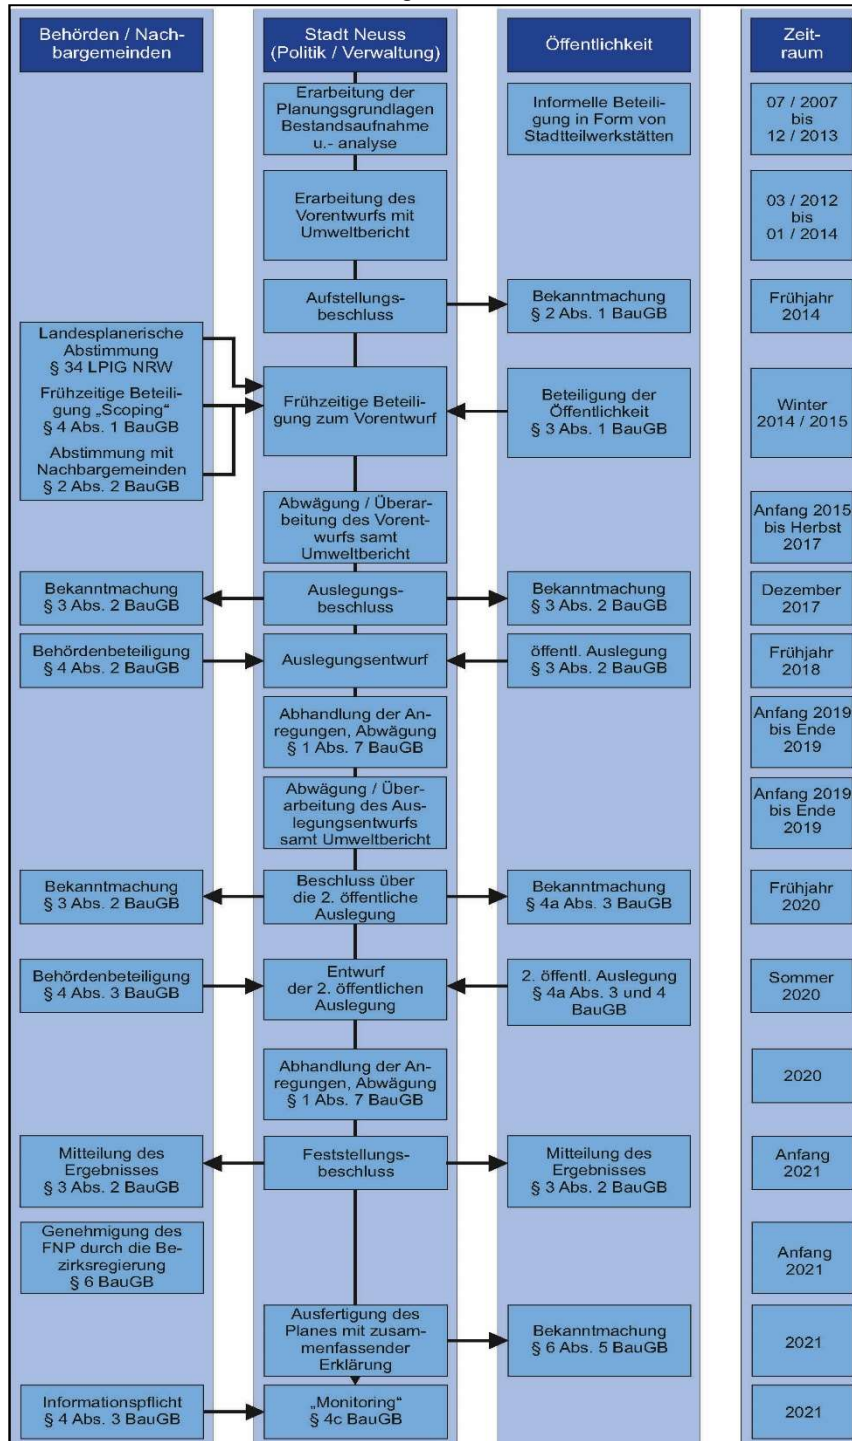 Behörden / Nach-
bargemeinden
Stadt Neuss
(Politik / Verwaltung)
Öffentlichkeit
Zeit-
raum
Erarbeitung der
Planungsgrundlagen
Bestandsaufnahme
u.- analyse
Informelle Beteili-
gung in Form von
Stadtteilwerkstätten
07 / 2007
bis
12 / 2013
Erarbeitung des
Vorentwurfs mit
Umweltbericht
03 / 2012
bis
01 / 2014
Aufstellungs-
beschluss
Bekanntmachung
§ 2 Abs. 1 BauGB
Frühjahr
2014
Landesplanerische
Abstimmung
§ 34 LPIG NRW
Frühzeitige Beteili-
gung „Scoping“
§ 4 Abs. 1 BauGB
Abstimmung mit
Nachbargemeinden
§ 2 Abs. 2 BauGB
Frühzeitige Beteili-
gung zum Vorentwurf
Beteiligung der
Öffentlichkeit
§ 3 Abs. 1 BauGB
Winter
2014 / 2015
Abwägung / Überar-
beitung des Vorent-
wurfs samt
Umweltbericht
Anfang 2015
bis Herbst
2017
Bekanntmachung
§ 3 Abs. 2 BauGB
Auslegungs-
beschluss
Bekanntmachung
§ 3 Abs. 2 BauGB
Dezember
2017
Behördenbeteiligung
§ 4 Abs. 2 BauGB
Auslegungsentwurf
öffentl. Auslegung
§ 3 Abs. 2 BauGB
Frühjahr
2018
Abhandlung der An-
regungen, Abwägung
§ 1 Abs. 7 BauGB
Anfang 2019
bis Ende
2019
Abwägung / Über-
arbeitung des Aus-
legungsentwurfs
samt Umweltbericht
Anfang 2019
bis Ende
2019
Bekanntmachung
§ 3 Abs. 2 BauGB
Beschluss über
die 2. öffentliche
Auslegung
Bekanntmachung
§ 4a Abs. 3 BauGB
Frühjahr
2020
Behördenbeteiligung
§ 4 Abs. 3 BauGB
Entwurf
der 2. öffentlichen
Auslegung
2. öffentl. Auslegung
§ 4a Abs. 3 und 4
BauGB
Sommer
2020
Abhandlung der An-
regungen, Abwägung
§ 1 Abs. 7 BauGB
2020
Mitteilung des
Ergebnisses
§ 3 Abs. 2 BauGB
Feststellungs-
beschluss
Mitteilung des
Ergebnisses
§ 3 Abs. 2 BauGB
Anfang
2021
Genehmigung des
FNP durch die Be-
zirksregierung
§ 6 BauGB
Anfang
2021
Ausfertigung des
Planes mit zusam-
menfassender
Erklärung
Bekanntmachung
§ 6 Abs. 5 BauGB
2021
Informationspflicht
§ 4 Abs. 3 BauGB
„Monitoring“
§ 4c BauGB
2021